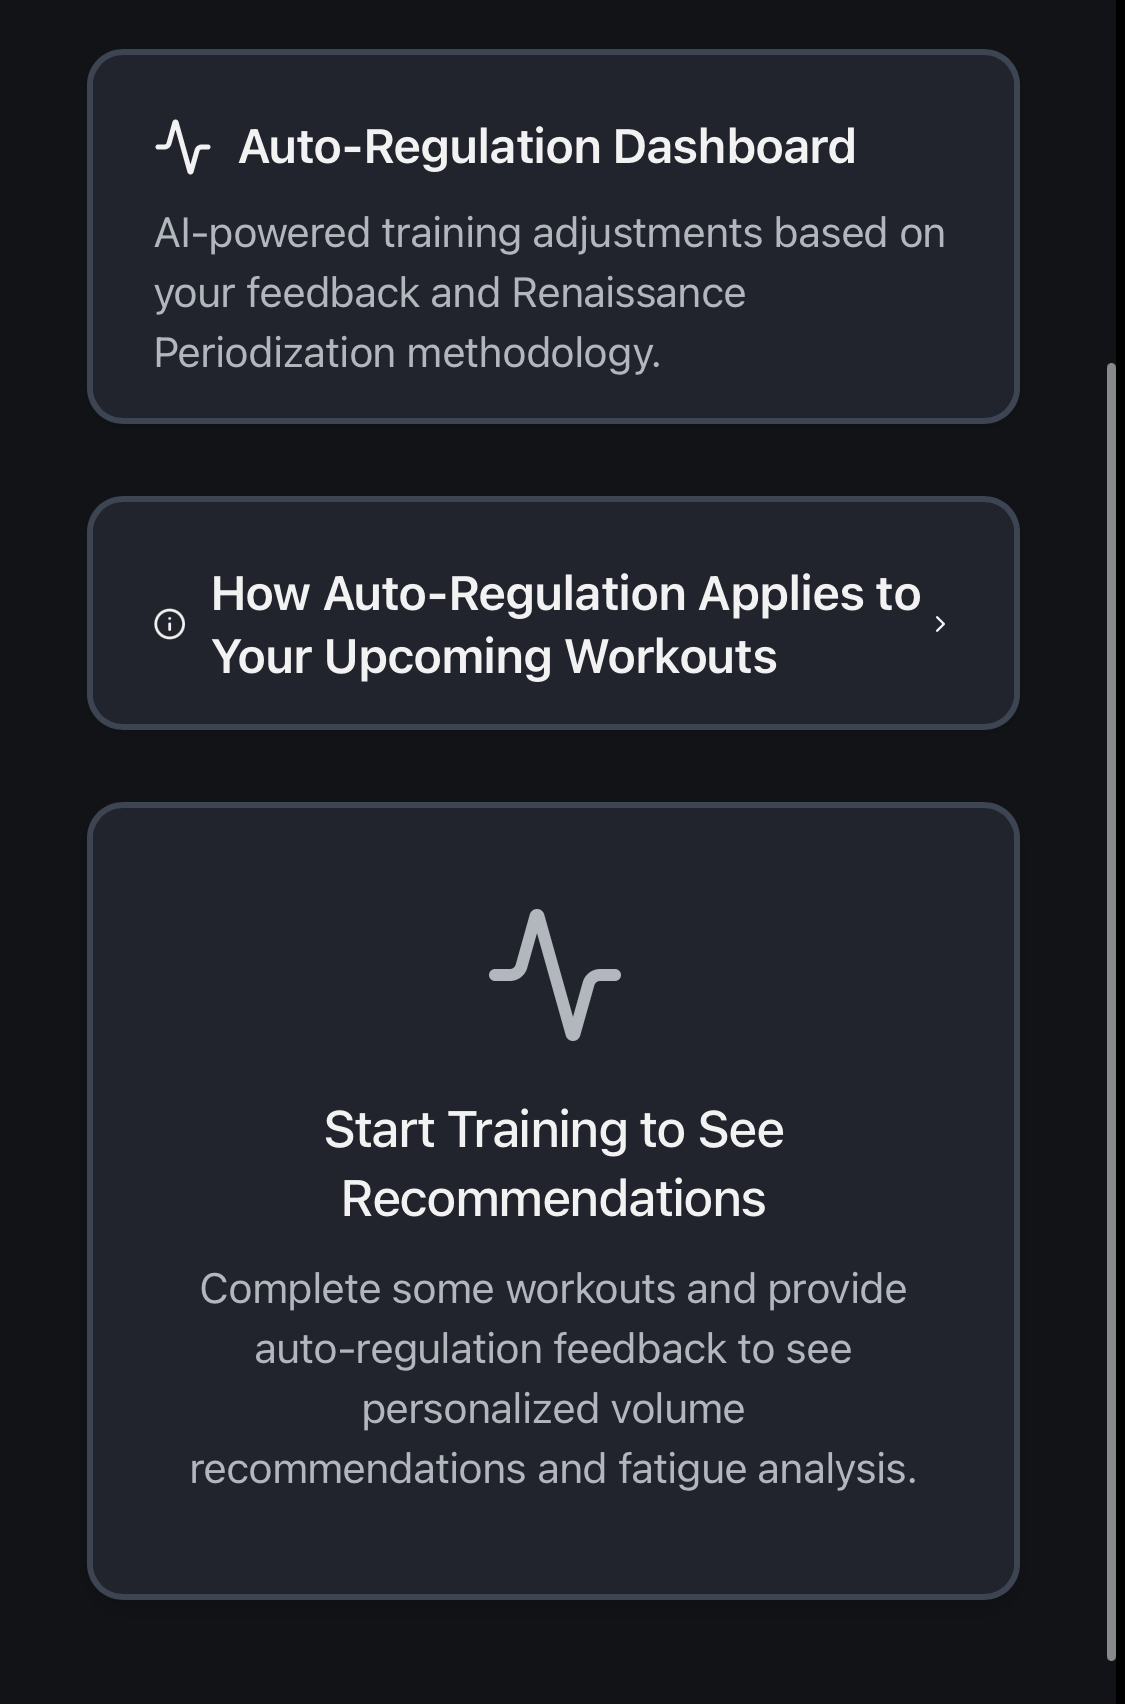 Auto-Regulation Dashboard
AI-powered training adjustments based on
your feedback and Renaissance
Periodization methodology.
How Auto-Regulation Applies to
Your Upcoming Workouts
Start Training to See
Recommendations
Complete some workouts and provide
auto-regulation feedback to see
personalized volume
recommendations and fatigue analysis.